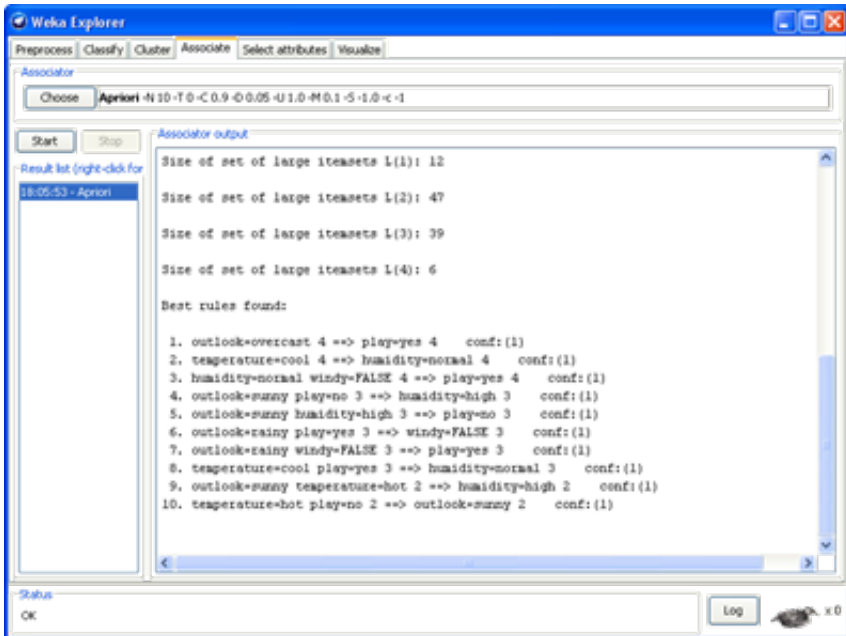 Weka Explorer
Preprocess Classify Cluster Associate Select attributes Visualize
Associator
Choose Apriori -N 10 -T 0 -C 0.9 -D 0.05 -U 1.0 -M 0.1 -S -1.0 -c -1
Start Stop
Result list (right-click for
18:05:53 - Apriori
Associator output
Size of set of large itemsets L(1): 12
Size of set of large itemsets L(2): 47
Size of set of large itemsets L(3): 39
Size of set of large itemsets L(4): 6
Best rules found:
1. outlook=overcast 4 ==> play=yes 4 conf:(1)
2. temperature=cool 4 ==> humidity=normal 4 conf:(1)
3. humidity=normal windy=FALSE 4 ==> play=yes 4 conf:(1)
4. outlook=sunny play=no 3 ==> humidity=high 3 conf:(1)
5. outlook=sunny humidity=high 3 ==> play=no 3 conf:(1)
6. outlook=rainy play=yes 3 ==> windy=FALSE 3 conf:(1)
7. outlook=rainy windy=FALSE 3 ==> play=yes 3 conf:(1)
8. temperature=cool play=yes 3 ==> humidity=normal 3 conf:(1)
9. outlook=sunny temperature=hot 2 ==> humidity=high 2 conf:(1)
10. temperature=hot play=no 2 ==> outlook=sunny 2 conf:(1)
Status
OK
Log
x 0